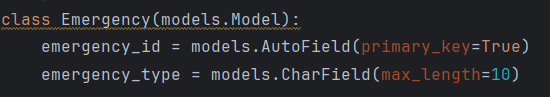 class Emergency(models.Model):
    emergency_id = models.AutoField(primary_key=True)
    emergency_type = models.CharField(max_length=10)